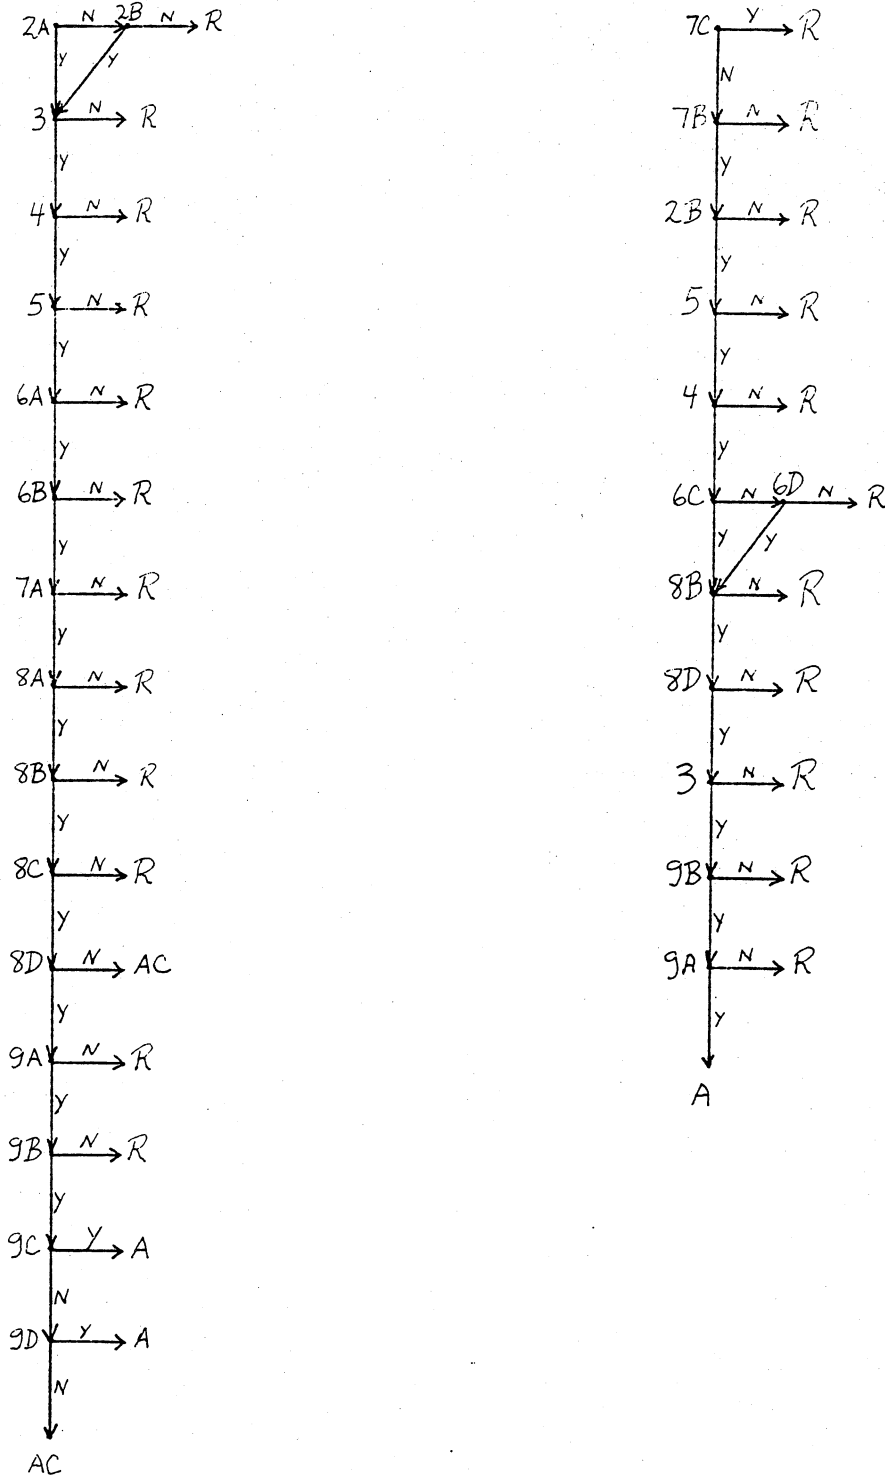 2A N 2B N R
Y Y
3 N R
Y
4 N R
Y
5 N R
Y
6A N R
Y
6B N R
Y
7A N R
Y
8A N R
Y
8B N R
Y
8C N R
Y
8D N AC
Y
9A N R
Y
9B N R
Y
9C Y A
N
9D Y A
N
AC
7C Y R
N
7B N R
Y
2B N R
Y
5 N R
Y
4 N R
Y
6C N 6D N R
Y Y
8B N R
Y
8D N R
Y
3 N R
Y
9B N R
Y
9A N R
Y
A